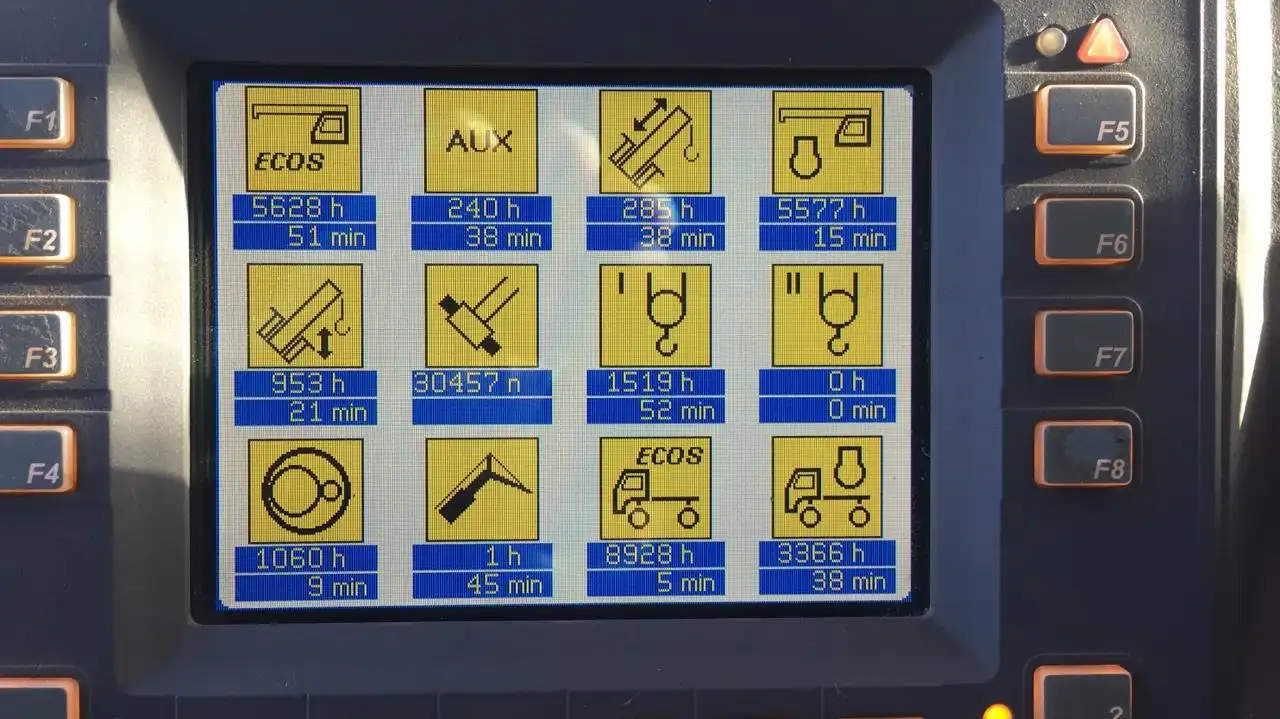 F1
F2
F3
F4
ECOS
5628 h
51 min
AUX
240 h
38 min
285 h
38 min
5577 h
15 min
953 h
21 min
30457 n
I
1519 h
52 min
II
0 h
0 min
1060 h
9 min
1 h
45 min
ECOS
8928 h
5 min
3366 h
38 min
F5
F6
F7
F8
?